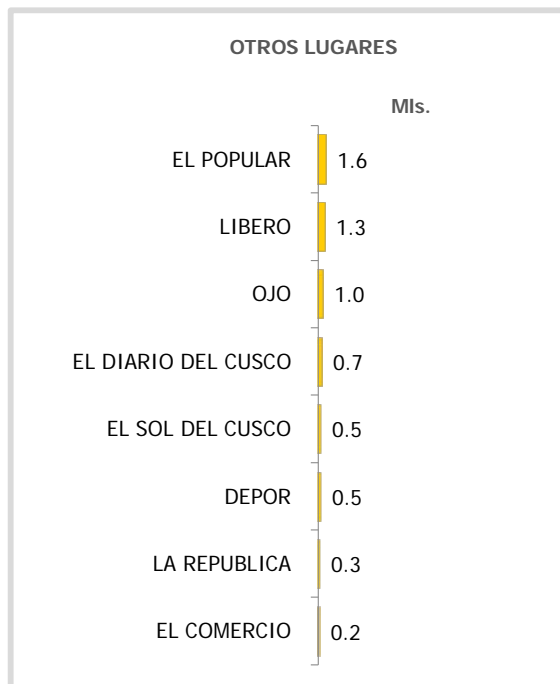 OTROS LUGARES
Mls.
EL POPULAR 1.6
LIBERO 1.3
OJO 1.0
EL DIARIO DEL CUSCO 0.7
EL SOL DEL CUSCO 0.5
DEPOR 0.5
LA REPUBLICA 0.3
EL COMERCIO 0.2